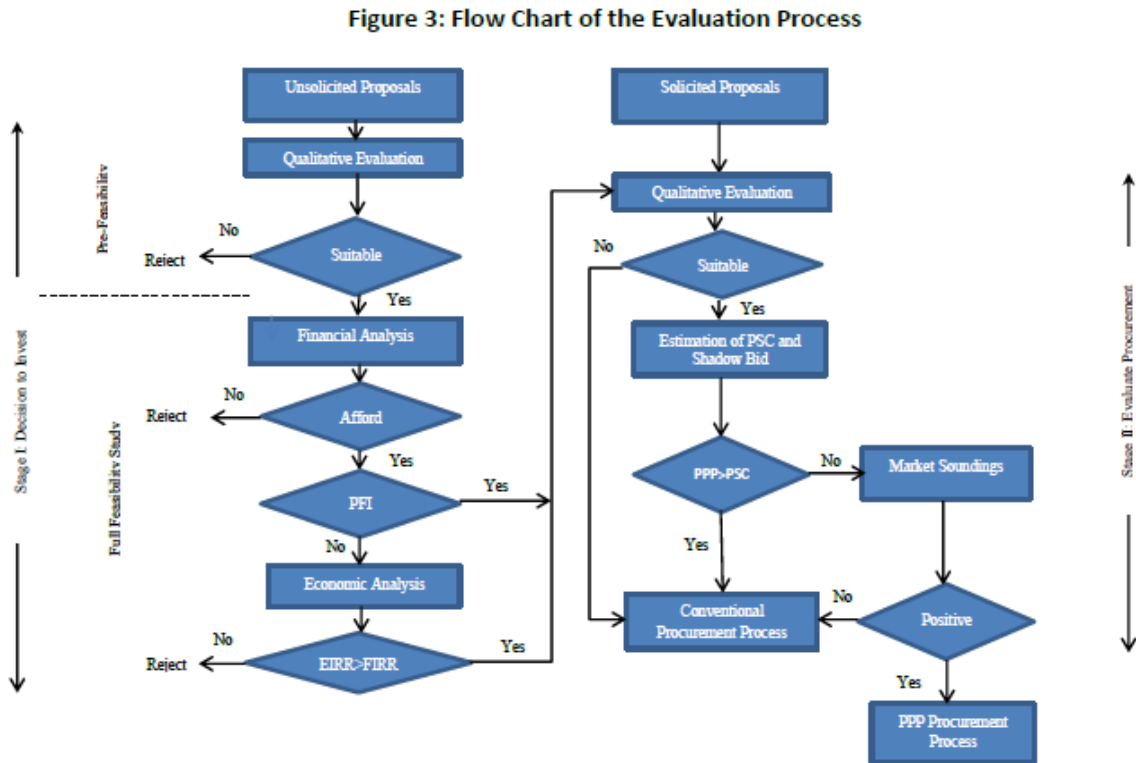 Figure 3: Flow Chart of the Evaluation Process
Unsolicited Proposals
Qualitative Evaluation
Suitable
No
Reject
Yes
Financial Analysis
Afford
No
Reject
Yes
PFI
Yes
No
Economic Analysis
EIRR>FIRR
No
Reject
Yes
Solicited Proposals
Qualitative Evaluation
Suitable
No
Yes
Estimation of PSC and
Shadow Bid
PPP>PSC
No
Yes
Market Soundings
Positive
No
Yes
Conventional
Procurement Process
PPP Procurement
Process
Pre-Fensibility
Full Feasibility Study
Stage I: Decision to Invest
Stage II: Evaluate Procurement